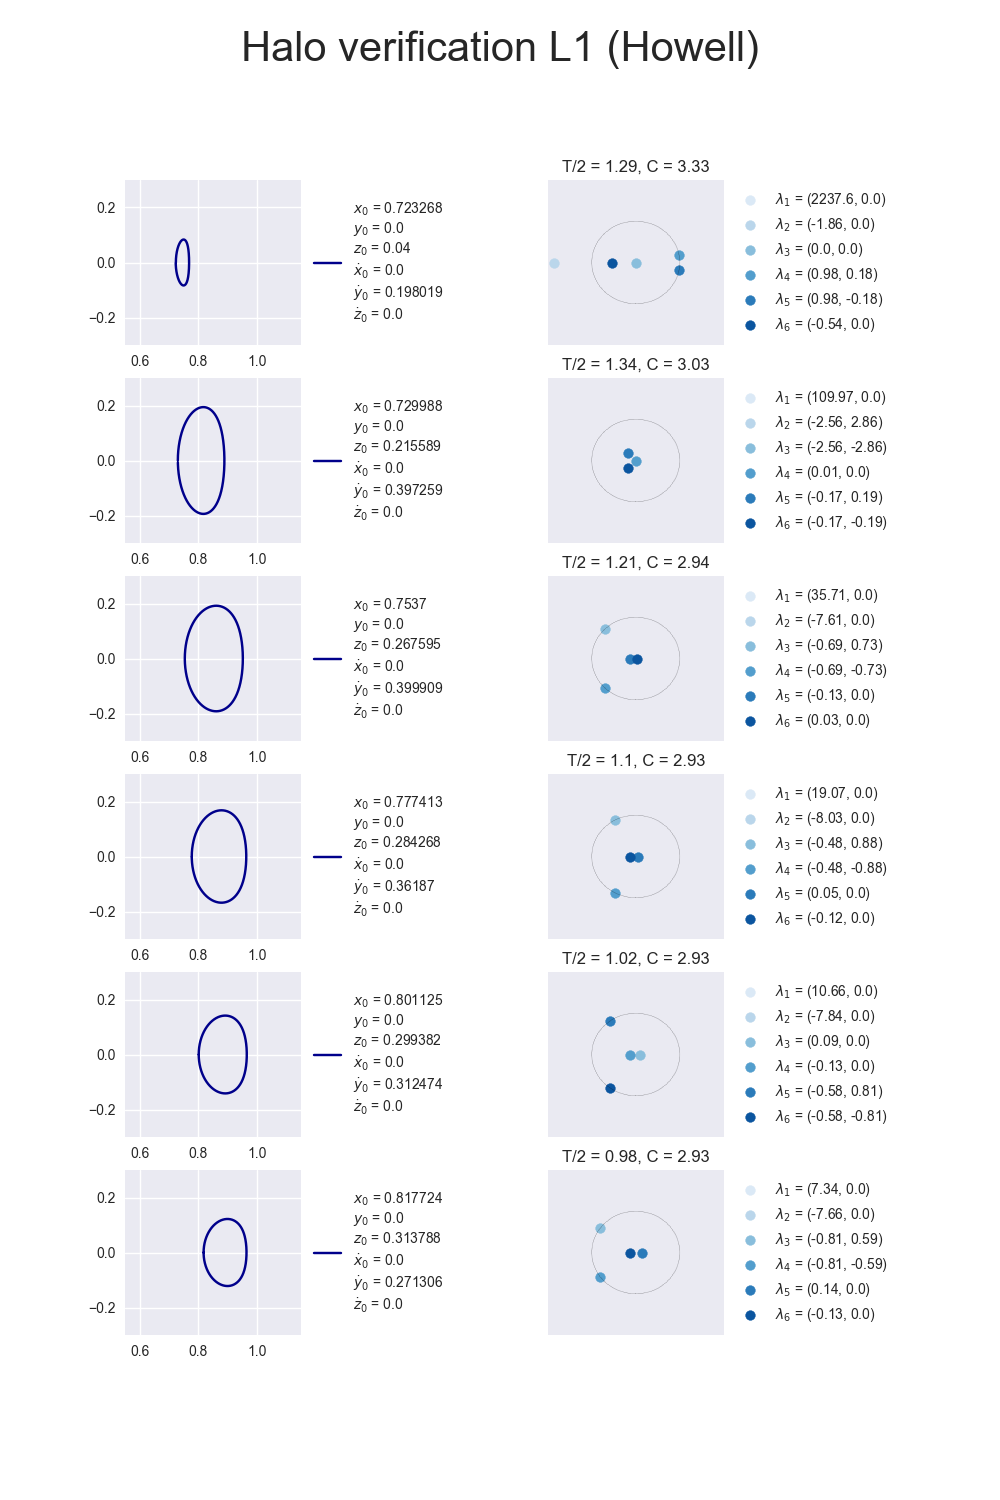 Halo verification L1 (Howell)
T/2 = 1.29, C = 3.33
0.2
0.0
−0.2
0.6 0.8 1.0
x₀ = 0.723268
y₀ = 0.0
z₀ = 0.04
ẋ₀ = 0.0
ẏ₀ = 0.198019
ż₀ = 0.0
λ₁ = (2237.6, 0.0)
λ₂ = (-1.86, 0.0)
λ₃ = (0.0, 0.0)
λ₄ = (0.98, 0.18)
λ₅ = (0.98, -0.18)
λ₆ = (-0.54, 0.0)
T/2 = 1.34, C = 3.03
0.2
0.0
−0.2
0.6 0.8 1.0
x₀ = 0.729988
y₀ = 0.0
z₀ = 0.215589
ẋ₀ = 0.0
ẏ₀ = 0.397259
ż₀ = 0.0
λ₁ = (109.97, 0.0)
λ₂ = (-2.56, 2.86)
λ₃ = (-2.56, -2.86)
λ₄ = (0.01, 0.0)
λ₅ = (-0.17, 0.19)
λ₆ = (-0.17, -0.19)
T/2 = 1.21, C = 2.94
0.2
0.0
−0.2
0.6 0.8 1.0
x₀ = 0.7537
y₀ = 0.0
z₀ = 0.267595
ẋ₀ = 0.0
ẏ₀ = 0.399909
ż₀ = 0.0
λ₁ = (35.71, 0.0)
λ₂ = (-7.61, 0.0)
λ₃ = (-0.69, 0.73)
λ₄ = (-0.69, -0.73)
λ₅ = (-0.13, 0.0)
λ₆ = (0.03, 0.0)
T/2 = 1.1, C = 2.93
0.2
0.0
−0.2
0.6 0.8 1.0
x₀ = 0.777413
y₀ = 0.0
z₀ = 0.284268
ẋ₀ = 0.0
ẏ₀ = 0.36187
ż₀ = 0.0
λ₁ = (19.07, 0.0)
λ₂ = (-8.03, 0.0)
λ₃ = (-0.48, 0.88)
λ₄ = (-0.48, -0.88)
λ₅ = (0.05, 0.0)
λ₆ = (-0.12, 0.0)
T/2 = 1.02, C = 2.93
0.2
0.0
−0.2
0.6 0.8 1.0
x₀ = 0.801125
y₀ = 0.0
z₀ = 0.299382
ẋ₀ = 0.0
ẏ₀ = 0.312474
ż₀ = 0.0
λ₁ = (10.66, 0.0)
λ₂ = (-7.84, 0.0)
λ₃ = (0.09, 0.0)
λ₄ = (-0.13, 0.0)
λ₅ = (-0.58, 0.81)
λ₆ = (-0.58, -0.81)
T/2 = 0.98, C = 2.93
0.2
0.0
−0.2
0.6 0.8 1.0
x₀ = 0.817724
y₀ = 0.0
z₀ = 0.313788
ẋ₀ = 0.0
ẏ₀ = 0.271306
ż₀ = 0.0
λ₁ = (7.34, 0.0)
λ₂ = (-7.66, 0.0)
λ₃ = (-0.81, 0.59)
λ₄ = (-0.81, -0.59)
λ₅ = (0.14, 0.0)
λ₆ = (-0.13, 0.0)